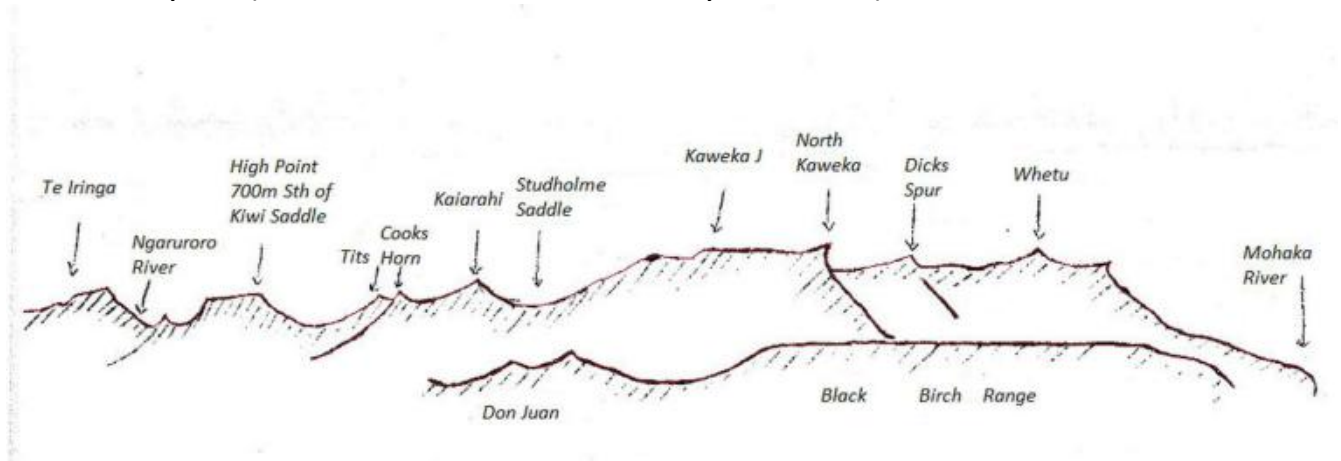 Te Iringa
Ngaruroro
River
High Point
700m Sth of
Kiwi Saddle
Tits
Cooks
Horn
Kaiarahi
Studholme
Saddle
Kaweka J
North
Kaweka
Dicks
Spur
Whetu
Mohaka
River
Don Juan
Black Birch Range